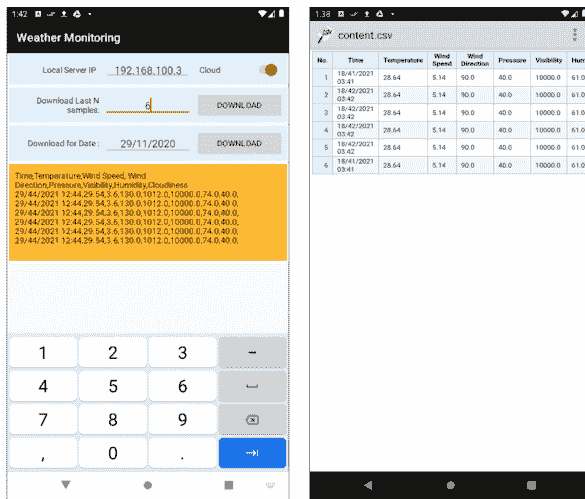 1:42
Weather Monitoring
Local Server IP 192.168.100.3 Cloud
Download Last N
samples: 6 DOWNLOAD
Download for Date : 29/11/2020 DOWNLOAD
Time,Temperature,Wind Speed, Wind
Direction,Pressure,Visibility,Humidity,Cloudiness
29/44/2021 12:44,29.54,3.6,130.0,1012.0,10000.0,74.0,40.0,
29/44/2021 12:44,29.54,3.6,130.0,1012.0,10000.0,74.0,40.0,
29/44/2021 12:44,29.54,3.6,130.0,1012.0,10000.0,74.0,40.0,
29/44/2021 12:44,29.54,3.6,130.0,1012.0,10000.0,74.0,40.0,
29/44/2021 12:44,29.54,3.6,130.0,1012.0,10000.0,74.0,40.0,
29/44/2021 12:44,29.54,3.6,130.0,1012.0,10000.0,74.0,40.0,
1 2 3 –
4 5 6
7 8 9
, 0 .
1:38
content.csv
No. Time Temperature Wind Speed Wind Direction Pressure Visibility Hum
1 18/41/2021 03:41 28.64 5.14 90.0 40.0 10000.0 61.0
2 18/42/2021 03:42 28.64 5.14 90.0 40.0 10000.0 61.0
3 18/42/2021 03:42 28.64 5.14 90.0 40.0 10000.0 61.0
4 18/42/2021 03:42 28.64 5.14 90.0 40.0 10000.0 61.0
5 18/42/2021 03:42 28.64 5.14 90.0 40.0 10000.0 61.0
6 18/41/2021 03:41 28.64 5.14 90.0 40.0 10000.0 61.0